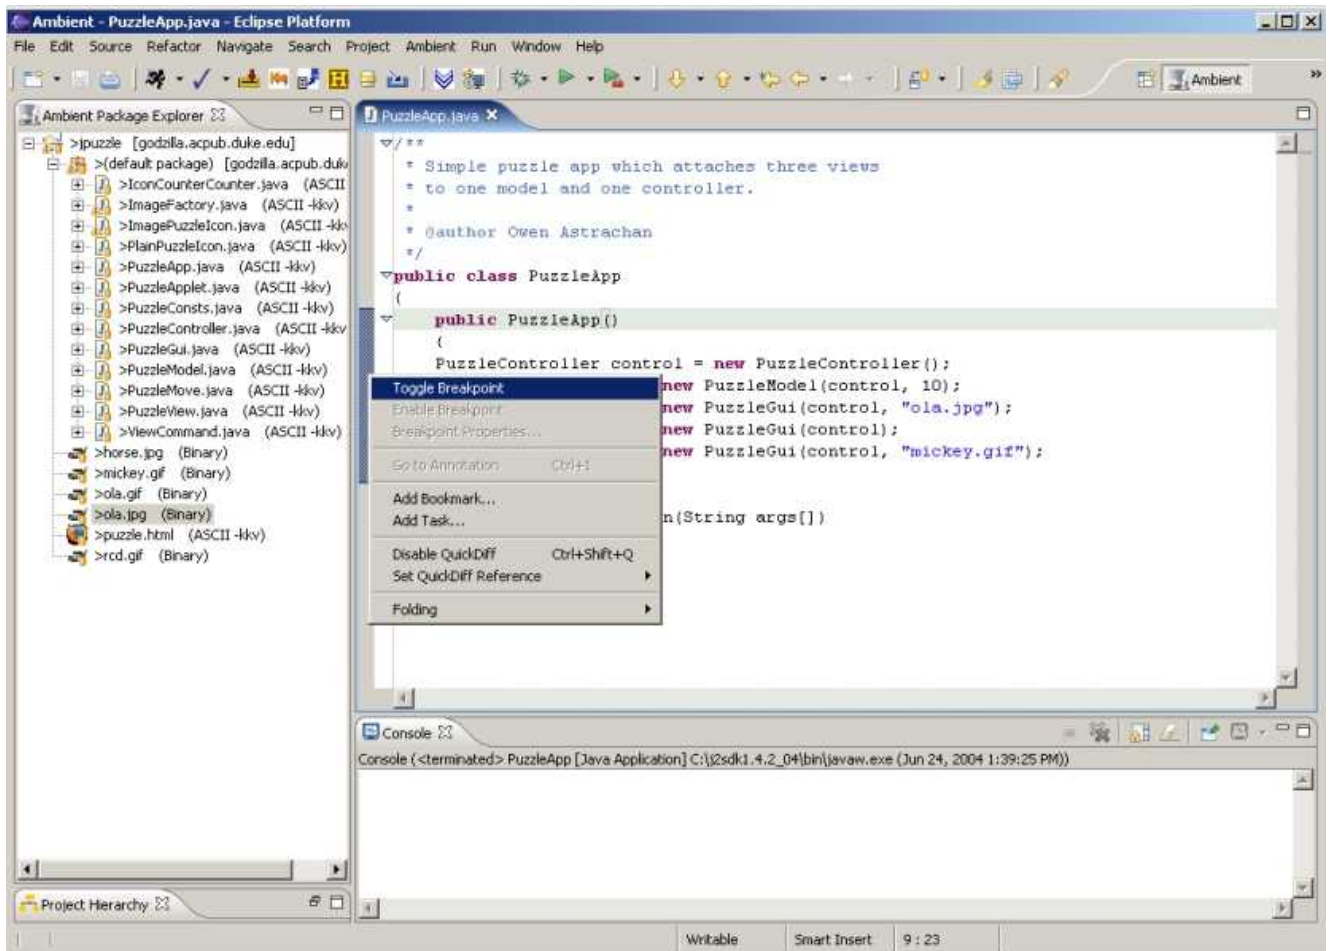 Ambient - PuzzleApp.java - Eclipse Platform
File Edit Source Refactor Navigate Search Project Ambient Run Window Help
Ambient
Ambient Package Explorer
>jpuzzle [godzilla.acpub.duke.edu]
>(default package) [godzilla.acpub.duk
>IconCounterCounter.java (ASCII
>ImageFactory.java (ASCII -kkv)
>ImagePuzzleIcon.java (ASCII -kk
>PlainPuzzleIcon.java (ASCII -kkv)
>PuzzleApp.java (ASCII -kkv)
>PuzzleApplet.java (ASCII -kkv)
>PuzzleConsts.java (ASCII -kkv)
>PuzzleController.java (ASCII -kkv
>PuzzleGui.java (ASCII -kkv)
>PuzzleModel.java (ASCII -kkv)
>PuzzleMove.java (ASCII -kkv)
>PuzzleView.java (ASCII -kkv)
>ViewCommand.java (ASCII -kkv)
>horse.jpg (Binary)
>mickey.gif (Binary)
>ola.gif (Binary)
>ola.jpg (Binary)
>puzzle.html (ASCII -kkv)
>rcd.gif (Binary)
Project Hierarchy
PuzzleApp.java
/**
* Simple puzzle app which attaches three views
* to one model and one controller.
*
* @author Owen Astrachan
*/
public class PuzzleApp
{
public PuzzleApp()
{
PuzzleController control = new PuzzleController();
new PuzzleModel(control, 10);
new PuzzleGui(control, "ola.jpg");
new PuzzleGui(control);
new PuzzleGui(control, "mickey.gif");
n(String args[])
Toggle Breakpoint
Enable Breakpoint
Breakpoint Properties...
Go to Annotation Ctrl+1
Add Bookmark...
Add Task...
Disable QuickDiff Ctrl+Shift+Q
Set QuickDiff Reference
Folding
Console
Console (<terminated> PuzzleApp [Java Application] C:\j2sdk1.4.2_04\bin\javaw.exe (Jun 24, 2004 1:39:25 PM))
Writable Smart Insert 9 : 23